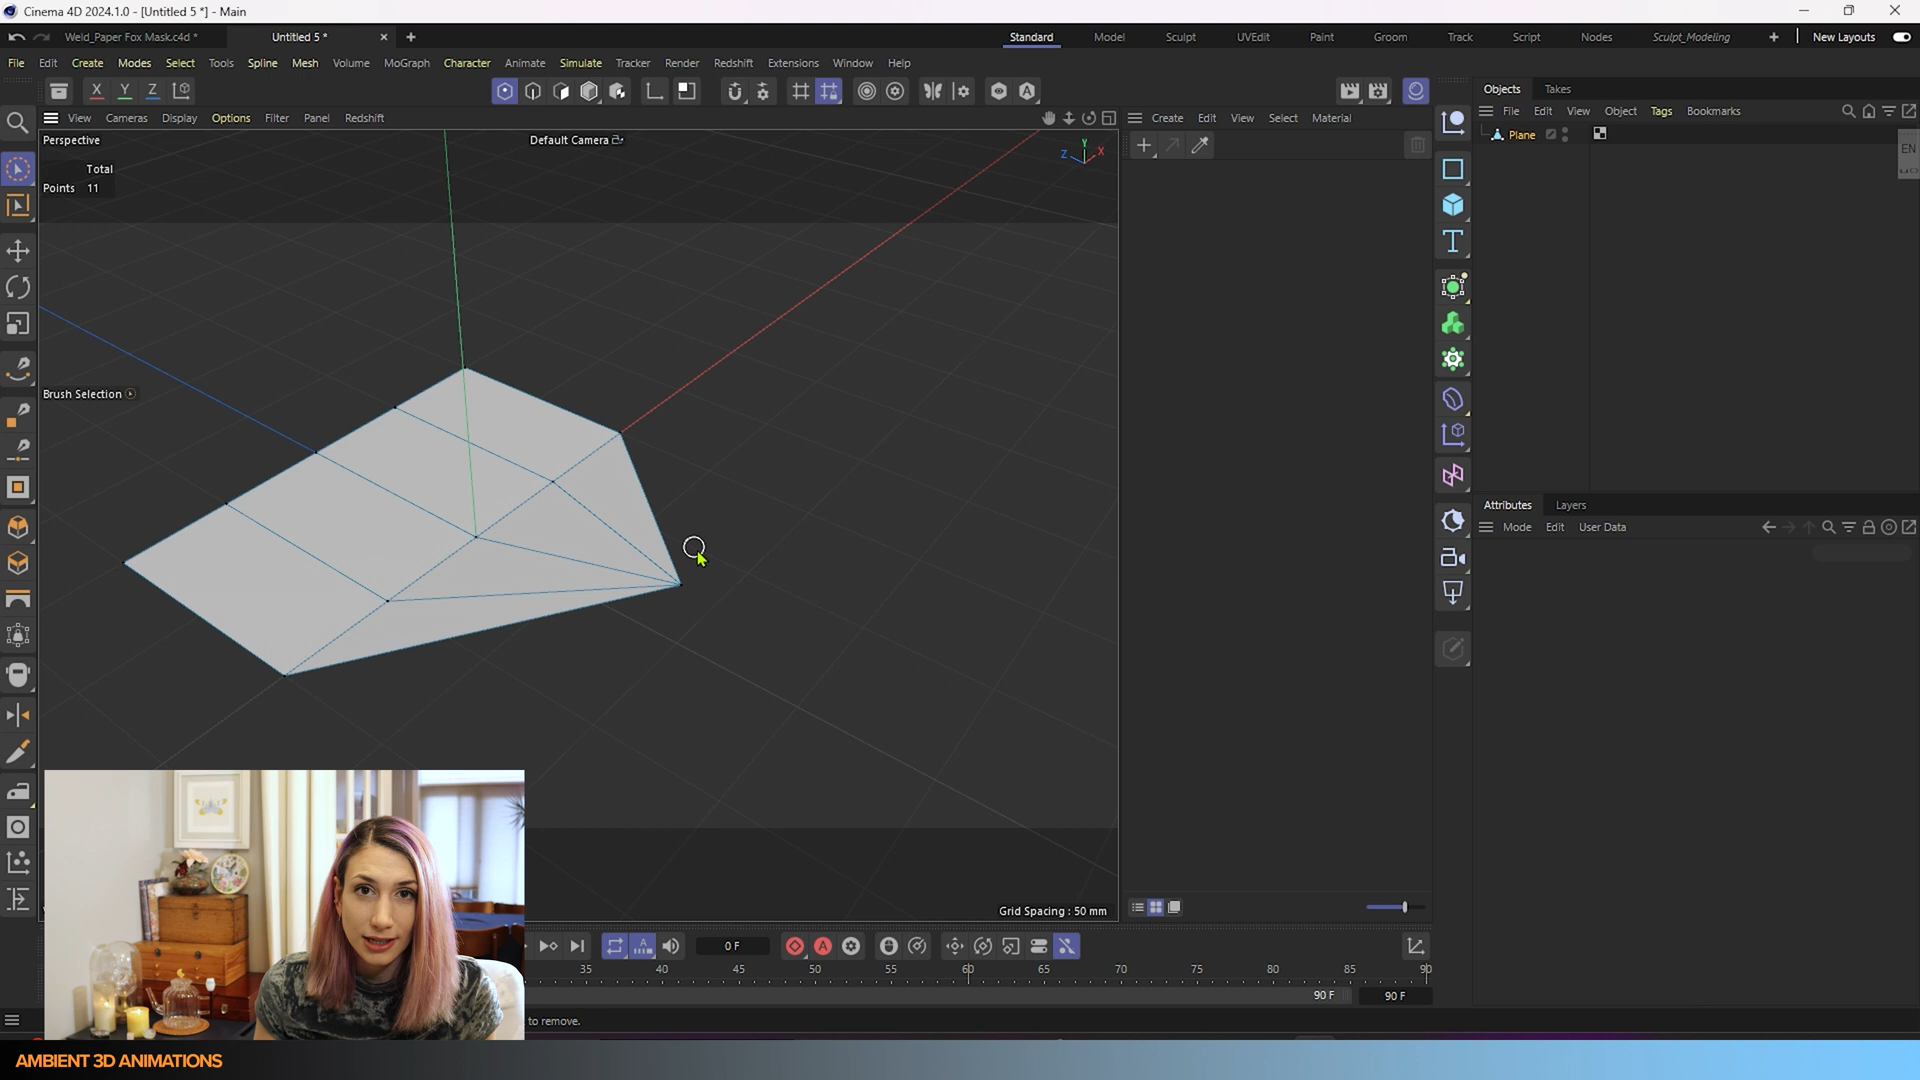 Cinema 4D 2024.1.0 - [Untitled 5 *] - Main
Weld_Paper Fox Mask.c4d *
Untitled 5 *
Standard
Model
Sculpt
UVEdit
Paint
Groom
Track
Script
Nodes
Sculpt_Modeling
New Layouts
File Edit Create Modes Select Tools Spline Mesh Volume MoGraph Character Animate Simulate Tracker Render Redshift Extensions Window Help
X Y Z
Objects Takes
View Cameras Display Options Filter Panel Redshift
Create Edit View Select Material
File Edit View Object Tags Bookmarks
Perspective
Default Camera
Plane
EN
Y
Z
X
Total
Points 11
Brush Selection
Attributes Layers
Mode Edit User Data
Grid Spacing : 50 mm
0 F
35 40 45 50 55 60 65 70 75 80 85 90
90 F
90 F
to remove.
AMBIENT 3D ANIMATIONS